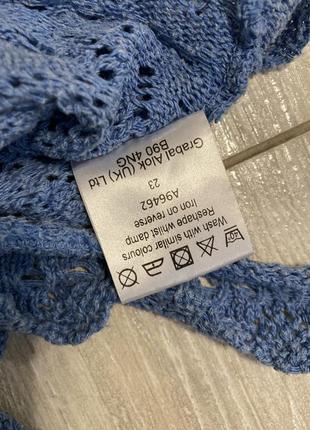 Wash with similar colours
Reshape whilst damp
Iron on reverse
A96462
23
Grabal Alok (UK) Ltd
B90 4NG